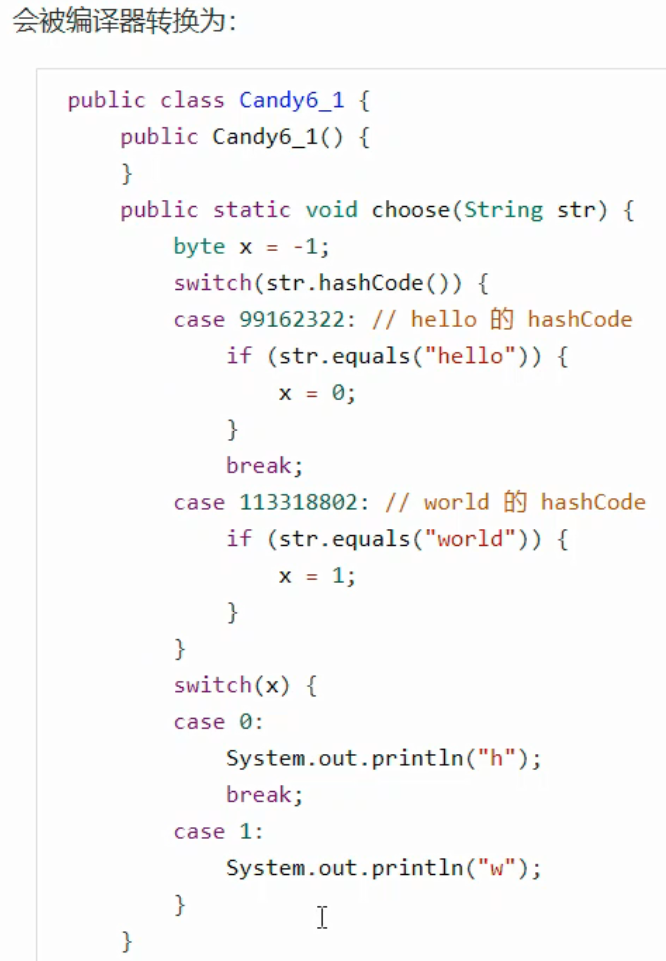 会被编译器转换为：
public class Candy6_1 {
    public Candy6_1() {
    }
    public static void choose(String str) {
        byte x = -1;
        switch(str.hashCode()) {
        case 99162322: // hello 的 hashCode
            if (str.equals("hello")) {
                x = 0;
            }
            break;
        case 113318802: // world 的 hashCode
            if (str.equals("world")) {
                x = 1;
            }
        }
        switch(x) {
        case 0:
            System.out.println("h");
            break;
        case 1:
            System.out.println("w");
        }
    }